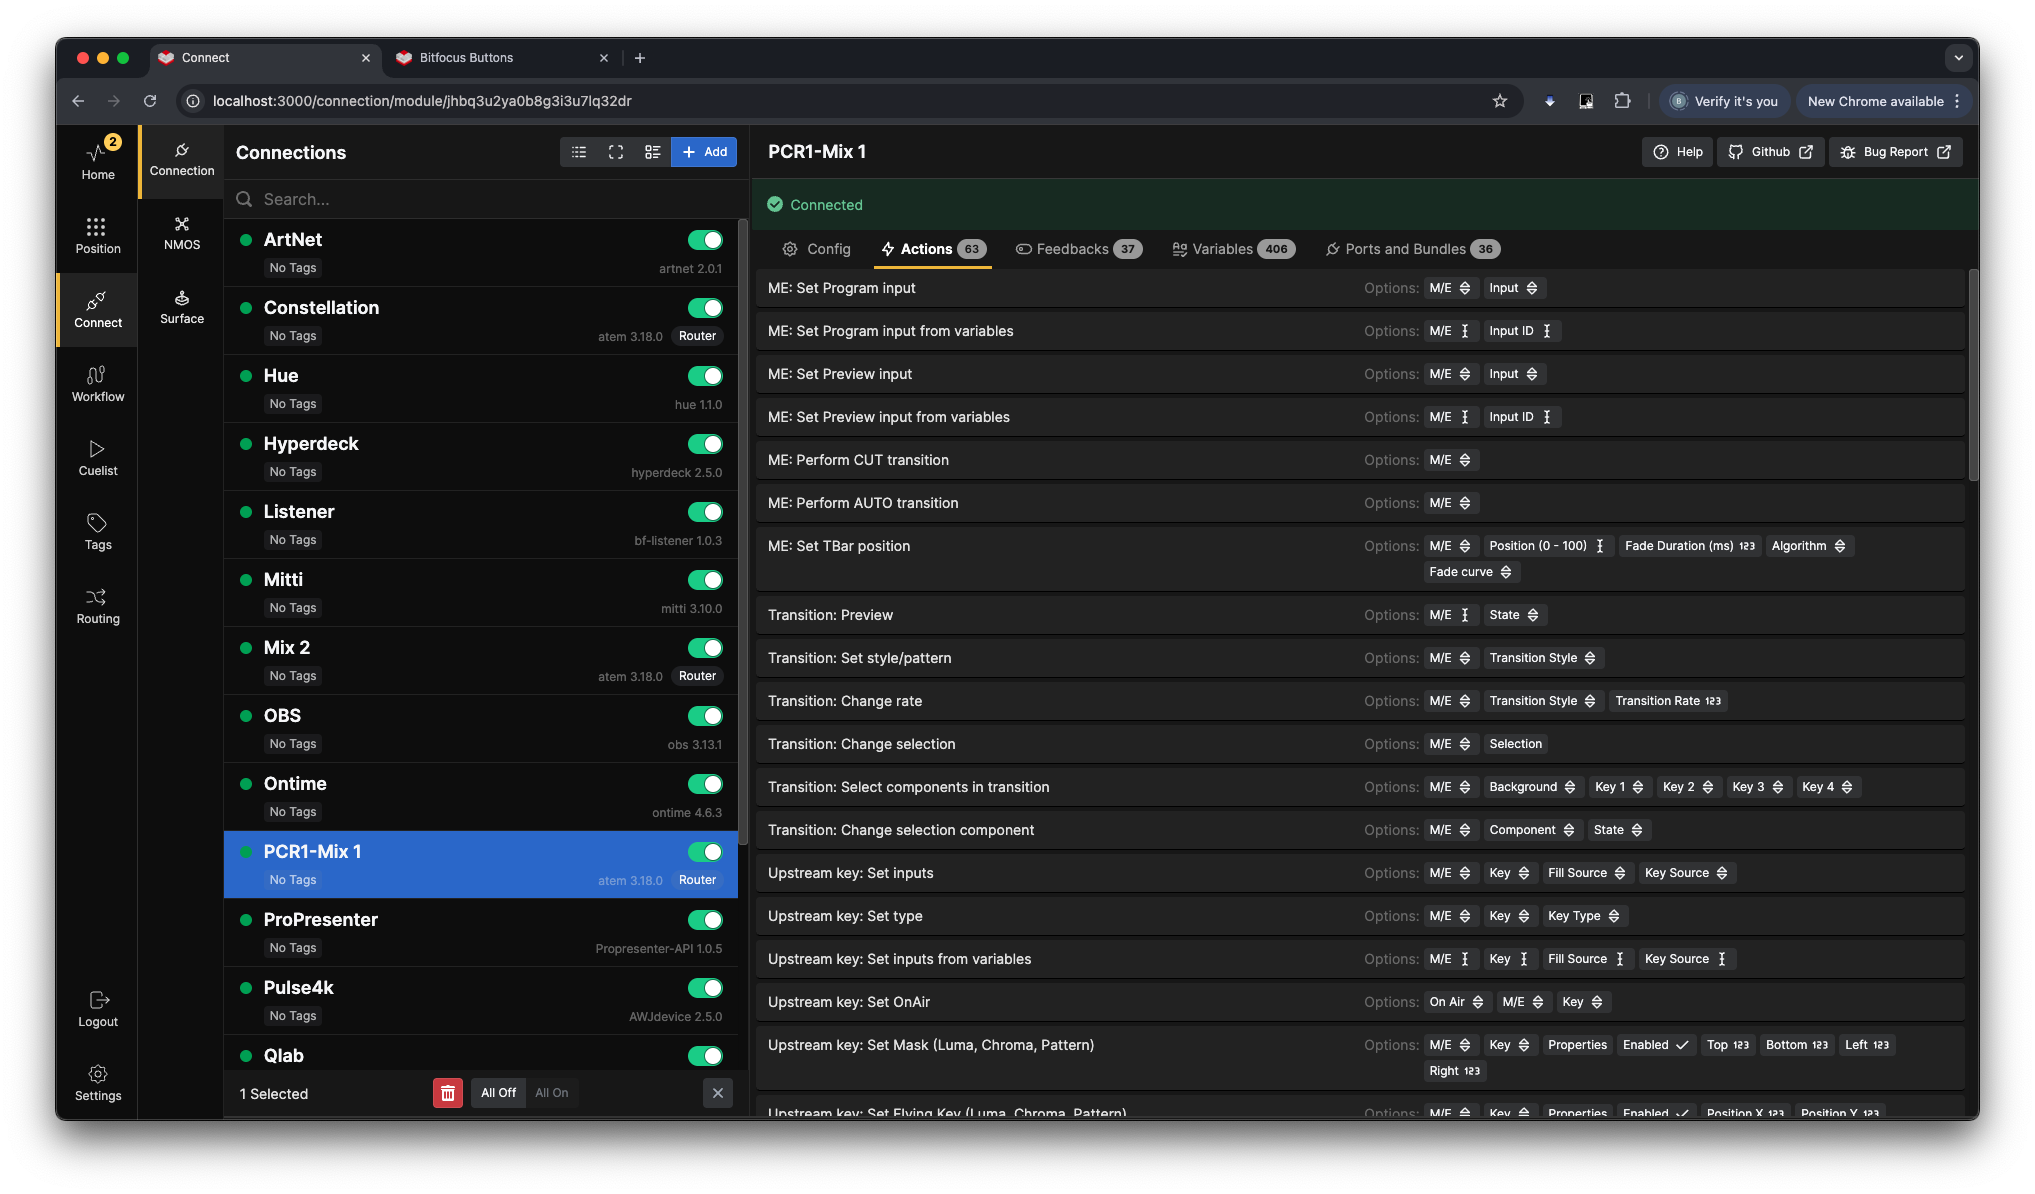 Connect
Bitfocus Buttons
localhost:3000/connection/module/jhbq3u2ya0b8g3i3u7lq32dr
B
Verify it's you
New Chrome available
2
Home
Position
Connect
Workflow
Cuelist
Tags
Routing
Logout
Settings
Connection
NMOS
Surface
Connections
Add
Search...
ArtNet
No Tags
artnet 2.0.1
Constellation
No Tags
atem 3.18.0 Router
Hue
No Tags
hue 1.1.0
Hyperdeck
No Tags
hyperdeck 2.5.0
Listener
No Tags
bf-listener 1.0.3
Mitti
No Tags
mitti 3.10.0
Mix 2
No Tags
atem 3.18.0 Router
OBS
No Tags
obs 3.13.1
Ontime
No Tags
ontime 4.6.3
PCR1-Mix 1
No Tags
atem 3.18.0 Router
ProPresenter
No Tags
Propresenter-API 1.0.5
Pulse4k
No Tags
AWJdevice 2.5.0
Qlab
1 Selected
All Off
All On
PCR1-Mix 1
Help
Github
Bug Report
Connected
Config
Actions 63
Feedbacks 37
Variables 406
Ports and Bundles 36
ME: Set Program input Options: M/E Input
ME: Set Program input from variables Options: M/E Input ID
ME: Set Preview input Options: M/E Input
ME: Set Preview input from variables Options: M/E Input ID
ME: Perform CUT transition Options: M/E
ME: Perform AUTO transition Options: M/E
ME: Set TBar position Options: M/E Position (0 - 100) Fade Duration (ms) 123 Algorithm
Fade curve
Transition: Preview Options: M/E State
Transition: Set style/pattern Options: M/E Transition Style
Transition: Change rate Options: M/E Transition Style Transition Rate 123
Transition: Change selection Options: M/E Selection
Transition: Select components in transition Options: M/E Background Key 1 Key 2 Key 3 Key 4
Transition: Change selection component Options: M/E Component State
Upstream key: Set inputs Options: M/E Key Fill Source Key Source
Upstream key: Set type Options: M/E Key Key Type
Upstream key: Set inputs from variables Options: M/E Key Fill Source Key Source
Upstream key: Set OnAir Options: On Air M/E Key
Upstream key: Set Mask (Luma, Chroma, Pattern) Options: M/E Key Properties Enabled Top 123 Bottom 123 Left 123
Right 123
Upstream key: Set Flying Key (Luma, Chroma, Pattern) Options: M/E Key Properties Enabled Position X 123 Position Y 123